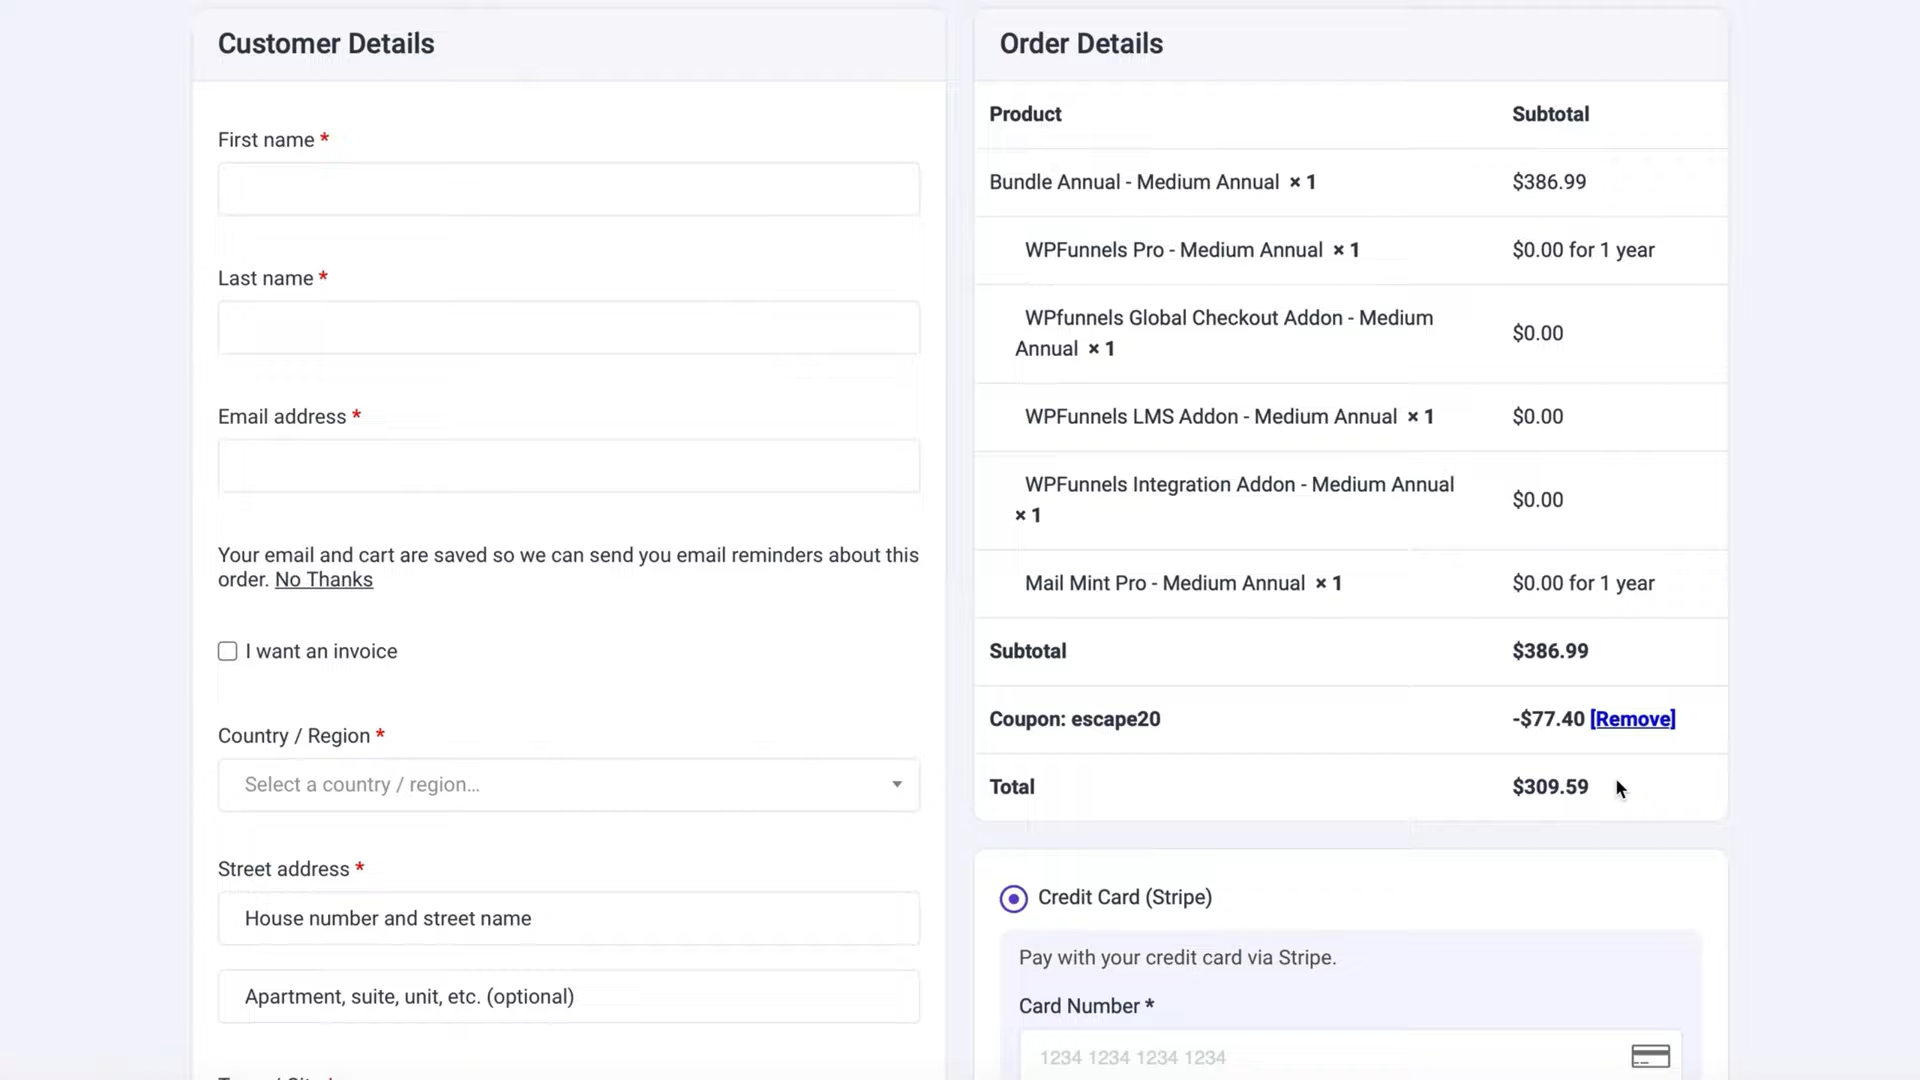 Customer Details
First name *
Last name *
Email address *
Your email and cart are saved so we can send you email reminders about this
order. No Thanks
I want an invoice
Country / Region *
Select a country / region...
Street address *
House number and street name
Apartment, suite, unit, etc. (optional)
Order Details
Product Subtotal
Bundle Annual - Medium Annual × 1 $386.99
WPFunnels Pro - Medium Annual × 1 $0.00 for 1 year
WPfunnels Global Checkout Addon - Medium
Annual × 1 $0.00
WPFunnels LMS Addon - Medium Annual × 1 $0.00
WPFunnels Integration Addon - Medium Annual
× 1 $0.00
Mail Mint Pro - Medium Annual × 1 $0.00 for 1 year
Subtotal $386.99
Coupon: escape20 -$77.40 [Remove]
Total $309.59
Credit Card (Stripe)
Pay with your credit card via Stripe.
Card Number *
1234 1234 1234 1234